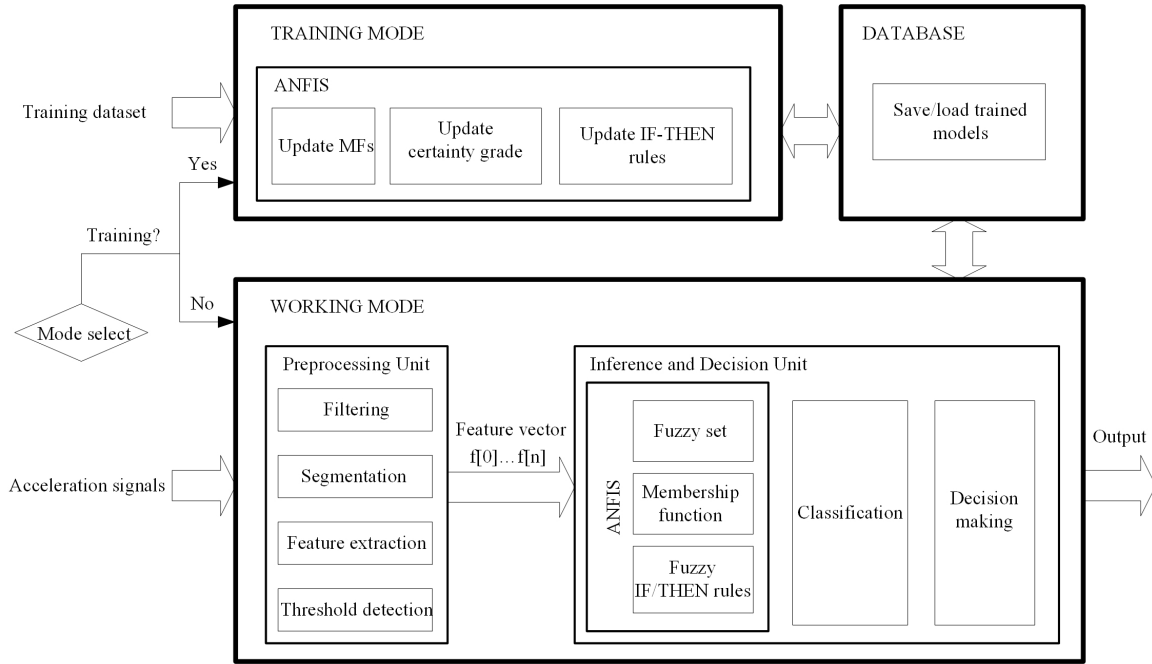 TRAINING MODE
DATABASE
ANFIS
Training dataset
Update MFs
Update
certainty grade
Update IF-THEN
rules
Save/load trained
models
Yes
Training?
No
Mode select
WORKING MODE
Preprocessing Unit
Filtering
Segmentation
Feature extraction
Threshold detection
Acceleration signals
Feature vector
f[0]…f[n]
Inference and Decision Unit
ANFIS
Fuzzy set
Membership
function
Fuzzy
IF/THEN rules
Classification
Decision
making
Output